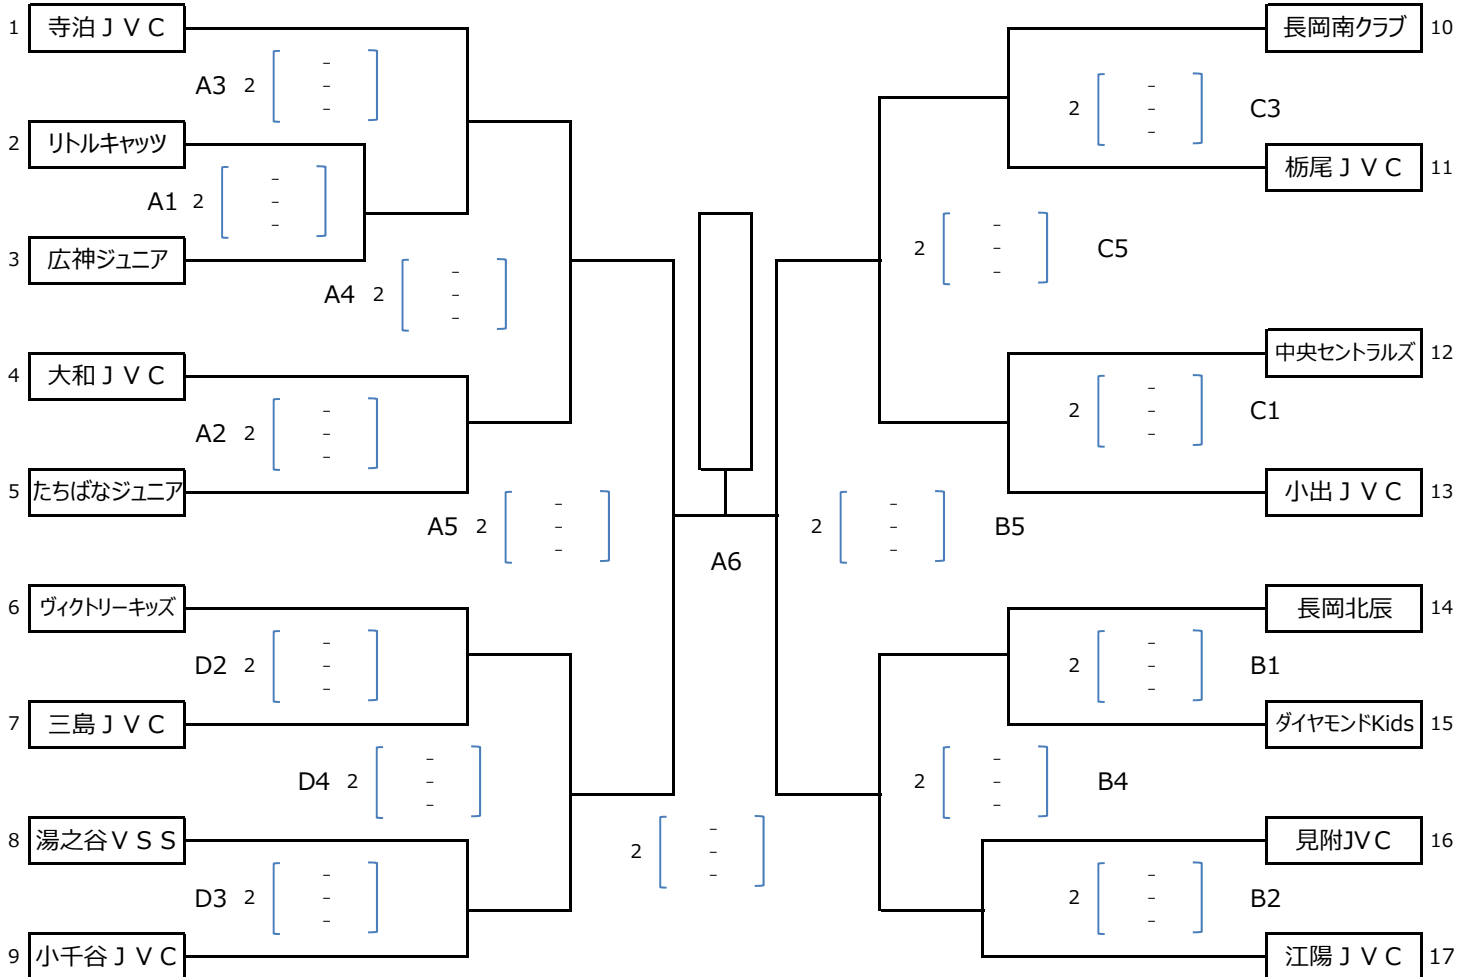 1 寺泊ＪＶＣ
A3 2 - - -
2 リトルキャッツ
A1 2 - - -
3 広神ジュニア
A4 2 - - -
4 大和ＪＶＣ
A2 2 - - -
5 たちばなジュニア
A5 2 - - -
6 ヴィクトリーキッズ
D2 2 - - -
7 三島ＪＶＣ
D4 2 - - -
8 湯之谷ＶＳＳ
D3 2 - - -
9 小千谷ＪＶＣ
A6
2 - - -
長岡南クラブ 10
2 - - - C3
栃尾ＪＶＣ 11
2 - - - C5
中央セントラルズ 12
2 - - - C1
小出ＪＶＣ 13
2 - - - B5
長岡北辰 14
2 - - - B1
ダイヤモンドKids 15
2 - - - B4
見附JVＣ 16
2 - - - B2
江陽ＪＶＣ 17